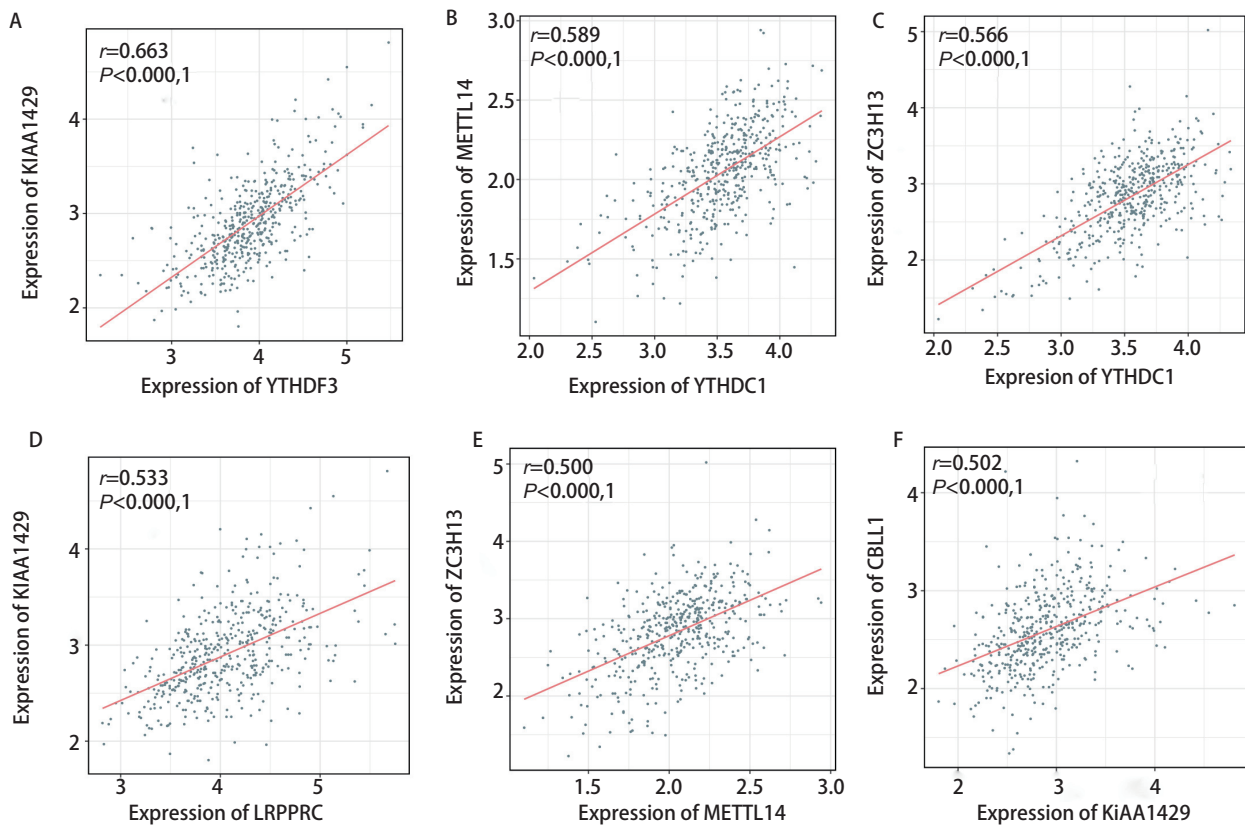 A
r=0.663
P<0.000,1
Expression of KIAA1429
4
3
2
3
4
5
Expression of YTHDF3
B
r=0.589
P<0.000,1
Expression of METTL14
3.0
2.5
2.0
1.5
2.0
2.5
3.0
3.5
4.0
Expresion of YTHDC1
C
r=0.566
P<0.000,1
Expression of ZC3H13
5
4
3
2
2.0
2.5
3.0
3.5
4.0
Expression of YTHDC1
D
r=0.533
P<0.000,1
Expression of KIAA1429
4
3
2
3
4
5
Expression of LRPPRC
E
r=0.500
P<0.000,1
Expression of ZC3H13
5
4
3
2
1.5
2.0
2.5
3.0
Expression of METTL14
F
r=0.502
P<0.000,1
Expression of CBLL1
4
3
2
2
3
4
Expression of KiAA1429